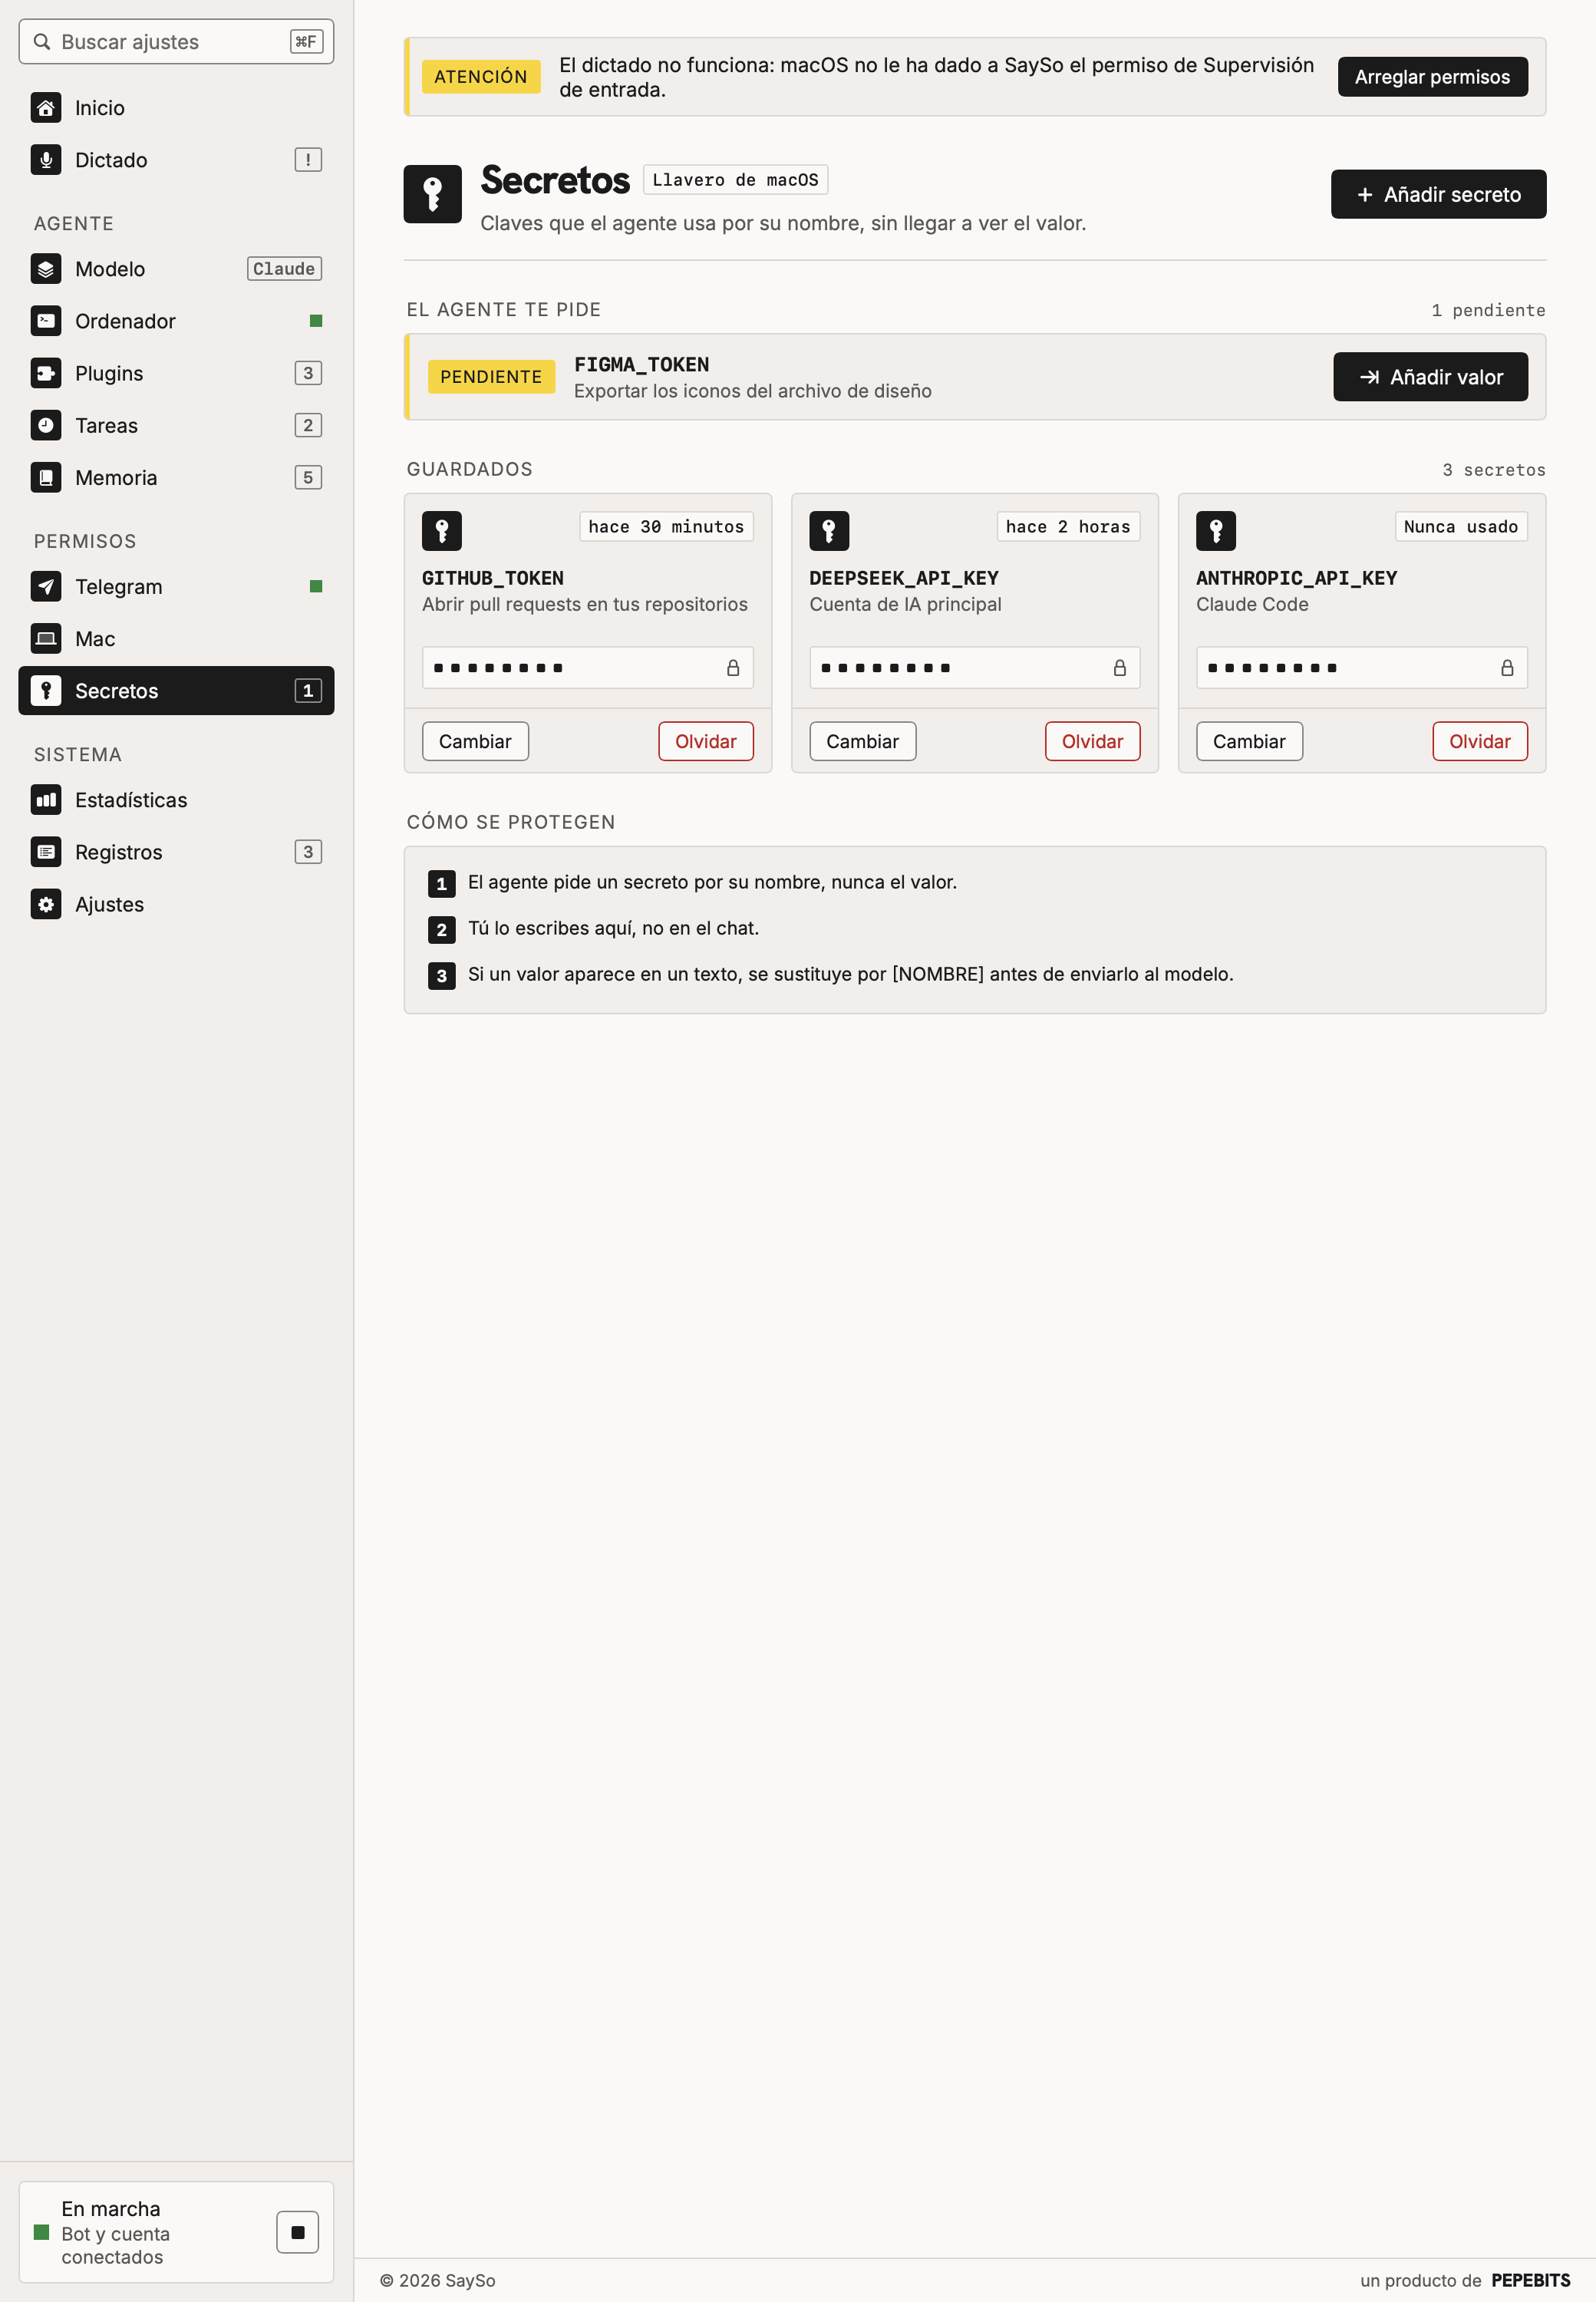 Buscar ajustes ⌘F
Inicio
Dictado !
AGENTE
Modelo Claude
Ordenador
Plugins 3
Tareas 2
Memoria 5
PERMISOS
Telegram
Mac
Secretos 1
SISTEMA
Estadísticas
Registros 3
Ajustes
En marcha
Bot y cuenta
conectados
ATENCIÓN
El dictado no funciona: macOS no le ha dado a SaySo el permiso de Supervisión
de entrada.
Arreglar permisos
Secretos Llavero de macOS
Claves que el agente usa por su nombre, sin llegar a ver el valor.
+ Añadir secreto
EL AGENTE TE PIDE 1 pendiente
PENDIENTE
FIGMA_TOKEN
Exportar los iconos del archivo de diseño
Añadir valor
GUARDADOS 3 secretos
hace 30 minutos
GITHUB_TOKEN
Abrir pull requests en tus repositorios
Cambiar Olvidar
hace 2 horas
DEEPSEEK_API_KEY
Cuenta de IA principal
Cambiar Olvidar
Nunca usado
ANTHROPIC_API_KEY
Claude Code
Cambiar Olvidar
CÓMO SE PROTEGEN
1 El agente pide un secreto por su nombre, nunca el valor.
2 Tú lo escribes aquí, no en el chat.
3 Si un valor aparece en un texto, se sustituye por [NOMBRE] antes de enviarlo al modelo.
© 2026 SaySo
un producto de PEPEBITS